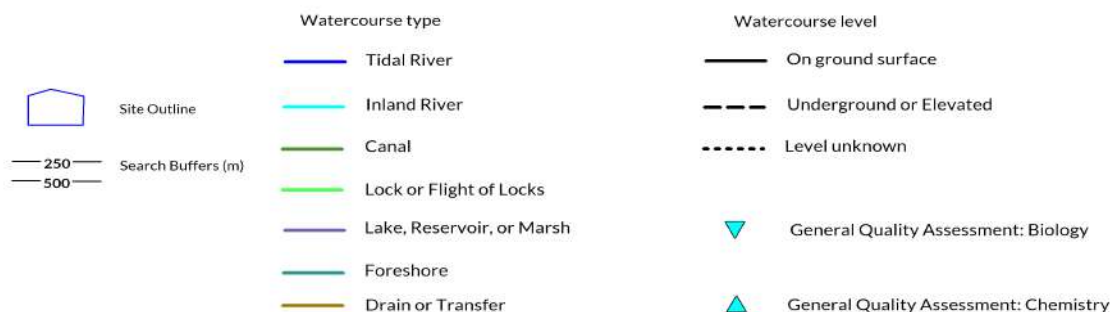 Watercourse type
Watercourse level
Tidal River
On ground surface
Site Outline
Inland River
Underground or Elevated
250
Search Buffers (m)
500
Canal
Level unknown
Lock or Flight of Locks
Lake, Reservoir, or Marsh
General Quality Assessment: Biology
Foreshore
Drain or Transfer
General Quality Assessment: Chemistry